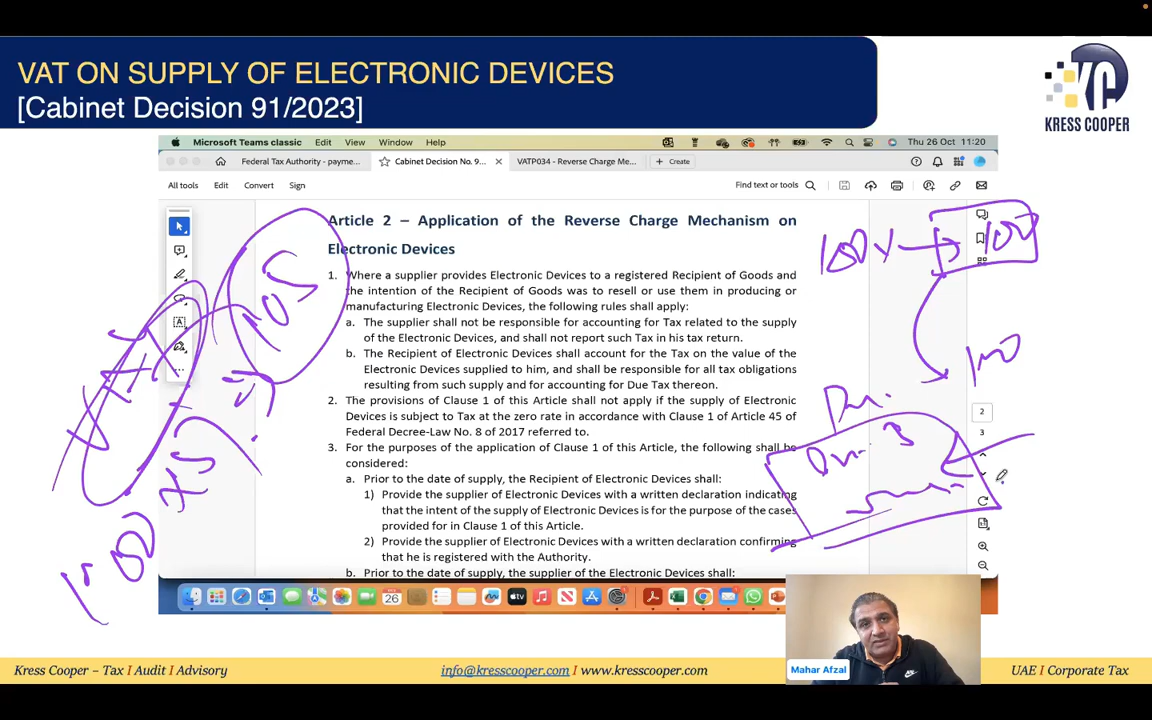 VAT ON SUPPLY OF ELECTRONIC DEVICES
[Cabinet Decision 91/2023]
KC
KRESS COOPER
Microsoft Teams classic Edit View Window Help
Thu 26 Oct 11:20
Federal Tax Authority - payme...
Cabinet Decision No. 9...
VATP034 - Reverse Charge Me...
Create
All tools Edit Convert Sign
Find text or tools
Article 2 – Application of the Reverse Charge Mechanism on
Electronic Devices
1. Where a supplier provides Electronic Devices to a registered Recipient of Goods and
the intention of the Recipient of Goods was to resell or use them in producing or
manufacturing Electronic Devices, the following rules shall apply:
a. The supplier shall not be responsible for accounting for Tax related to the supply
of the Electronic Devices, and shall not report such Tax in his tax return.
b. The Recipient of Electronic Devices shall account for the Tax on the value of the
Electronic Devices supplied to him, and shall be responsible for all tax obligations
resulting from such supply and for accounting for Due Tax thereon.
2. The provisions of Clause 1 of this Article shall not apply if the supply of Electronic
Devices is subject to Tax at the zero rate in accordance with Clause 1 of Article 45 of
Federal Decree-Law No. 8 of 2017 referred to.
3. For the purposes of the application of Clause 1 of this Article, the following shall be
considered:
a. Prior to the date of supply, the Recipient of Electronic Devices shall:
1) Provide the supplier of Electronic Devices with a written declaration indicating
that the intent of the supply of Electronic Devices is for the purpose of the cases
provided for in Clause 1 of this Article.
2) Provide the supplier of Electronic Devices with a written declaration confirming
that he is registered with the Authority.
b. Prior to the date of supply, the supplier of Electronic Devices shall:
2
3
105
26
Mahar Afzal
Kress Cooper – Tax I Audit I Advisory
info@kresscooper.com I www.kresscooper.com
UAE I Corporate Tax